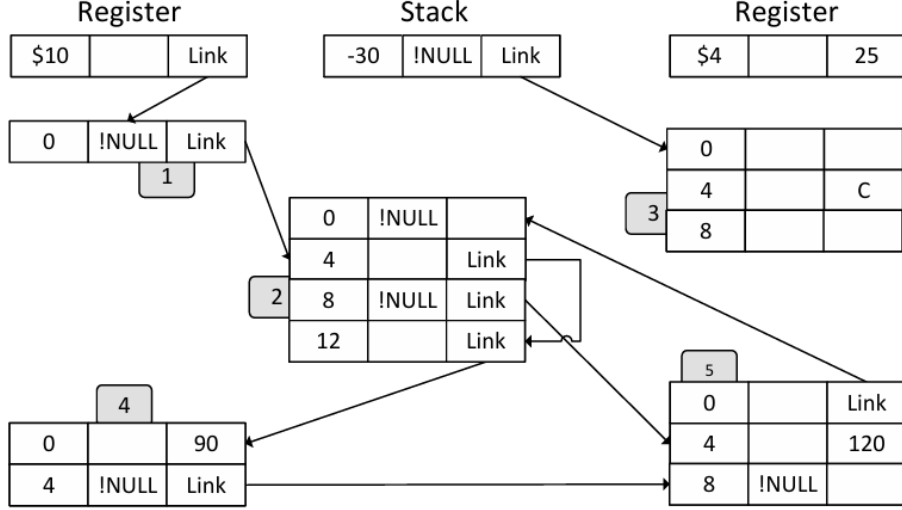 Register
Stack
Register
$10 Link
-30 !NULL Link
$4 25
0 !NULL Link
1
0
4 C
8
3
0 !NULL
4 Link
8 !NULL Link
12 Link
2
4
0 90
4 !NULL Link
5
0 Link
4 120
8 !NULL